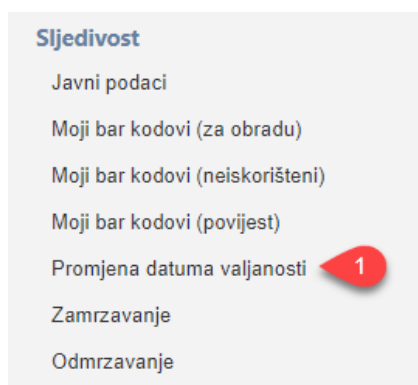 Sljedivost
Javni podaci
Moji bar kodovi (za obradu)
Moji bar kodovi (neiskorišteni)
Moji bar kodovi (povijest)
Promjena datuma valjanosti 1
Zamrzavanje
Odmrzavanje